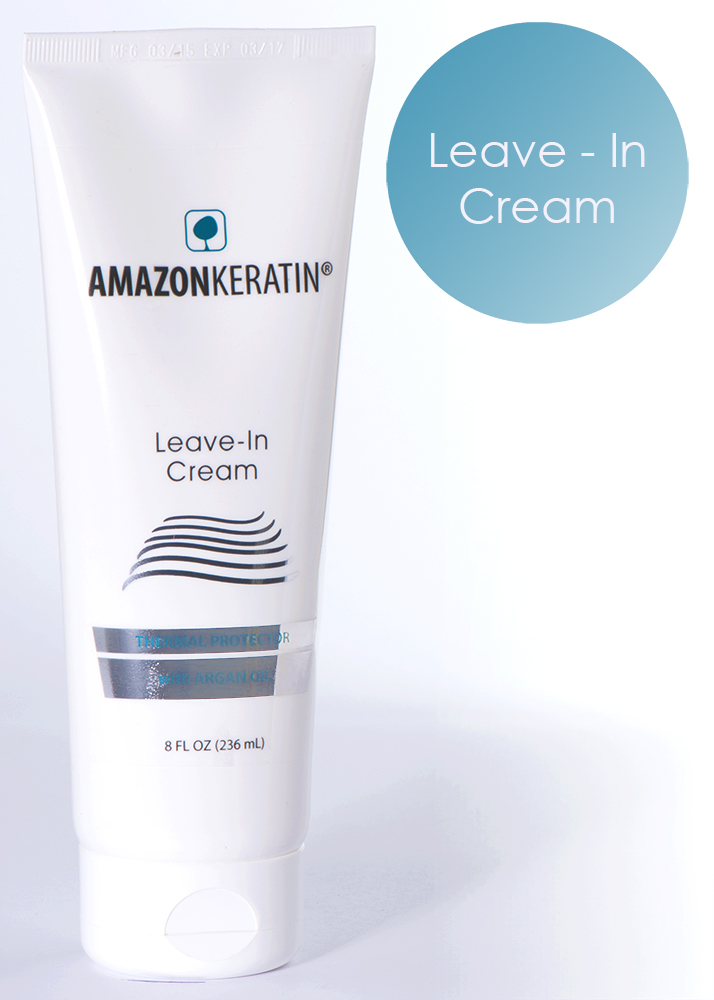 MFG 03/15 EXP 03/17
AMAZONKERATIN®
Leave-In
Cream
THERMAL PROTECTOR
with ARGAN OIL
8 FL OZ (236 mL)
Leave - In
Cream